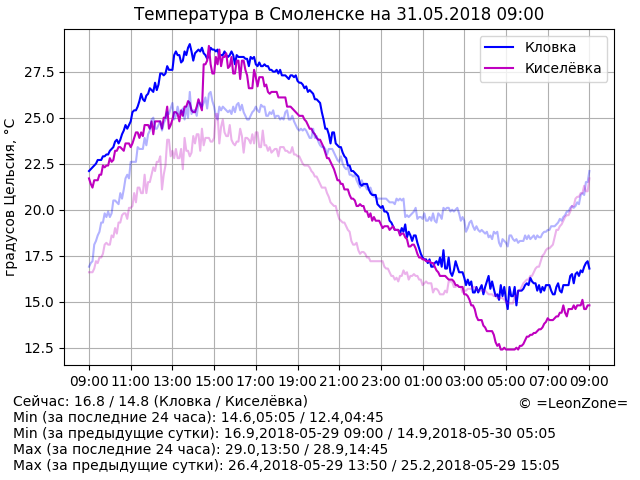 Температура в Смоленске на 31.05.2018 09:00
Кловка
Киселёвка
градусов Цельсия, °C
27.5
25.0
22.5
20.0
17.5
15.0
12.5
09:00 11:00 13:00 15:00 17:00 19:00 21:00 23:00 01:00 03:00 05:00 07:00 09:00
Сейчас: 16.8 / 14.8 (Кловка / Киселёвка)
© =LeonZone=
Min (за последние 24 часа): 14.6,05:05 / 12.4,04:45
Min (за предыдущие сутки): 16.9,2018-05-29 09:00 / 14.9,2018-05-30 05:05
Max (за последние 24 часа): 29.0,13:50 / 28.9,14:45
Max (за предыдущие сутки): 26.4,2018-05-29 13:50 / 25.2,2018-05-29 15:05